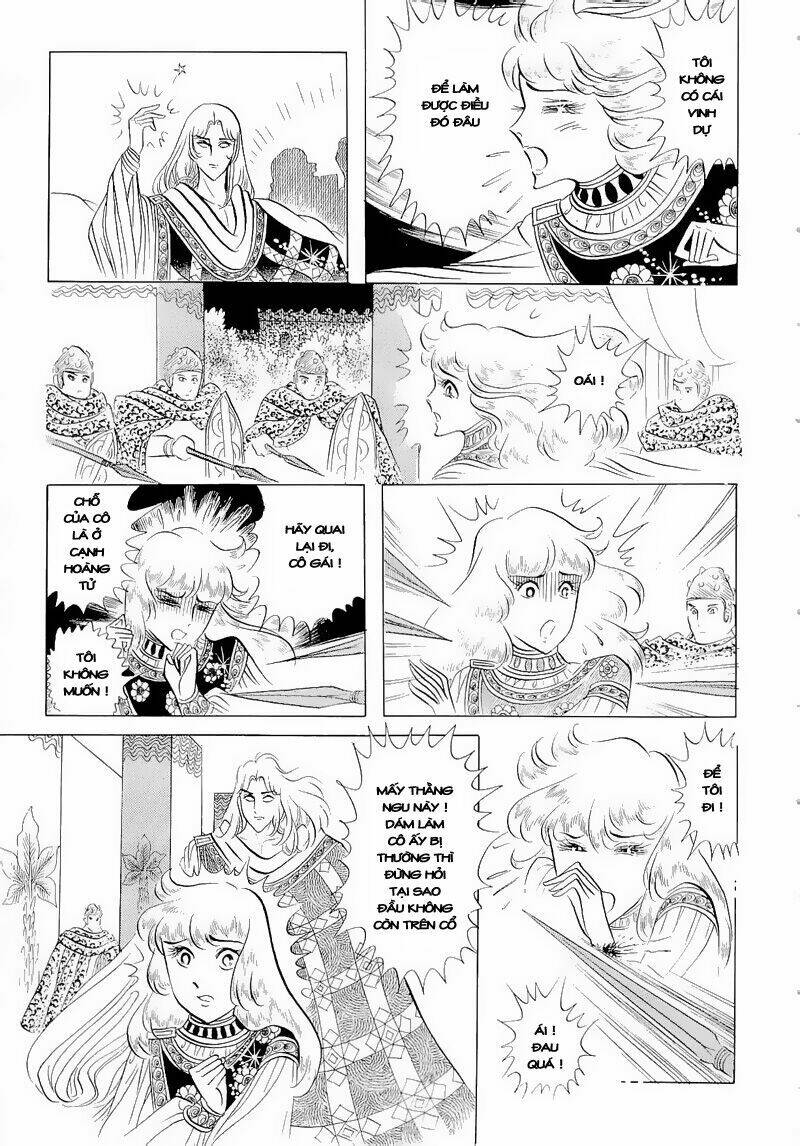 TÔI
KHÔNG
CÓ CÁI
VINH
DỰ
ĐỂ LÀM
ĐƯỢC ĐIỀU
ĐÓ ĐÂU
OÁI !
HÃY QUAI
LẠI ĐI,
CÔ GÁI !
CHỖ
CỦA CÔ
LÀ Ở
CẠNH
HOÀNG
TỬ
TÔI
KHÔNG
MUỐN !
ĐỂ
TÔI
ĐI !
ÁI !
ĐAU
QUÁ !
MẤY THẰNG
NGU NÀY !
DÁM LÀM
CÔ ẤY BỊ
THƯƠNG THÌ
ĐỪNG HỎI
TẠI SAO
ĐẦU KHÔNG
CÒN TRÊN CỔ